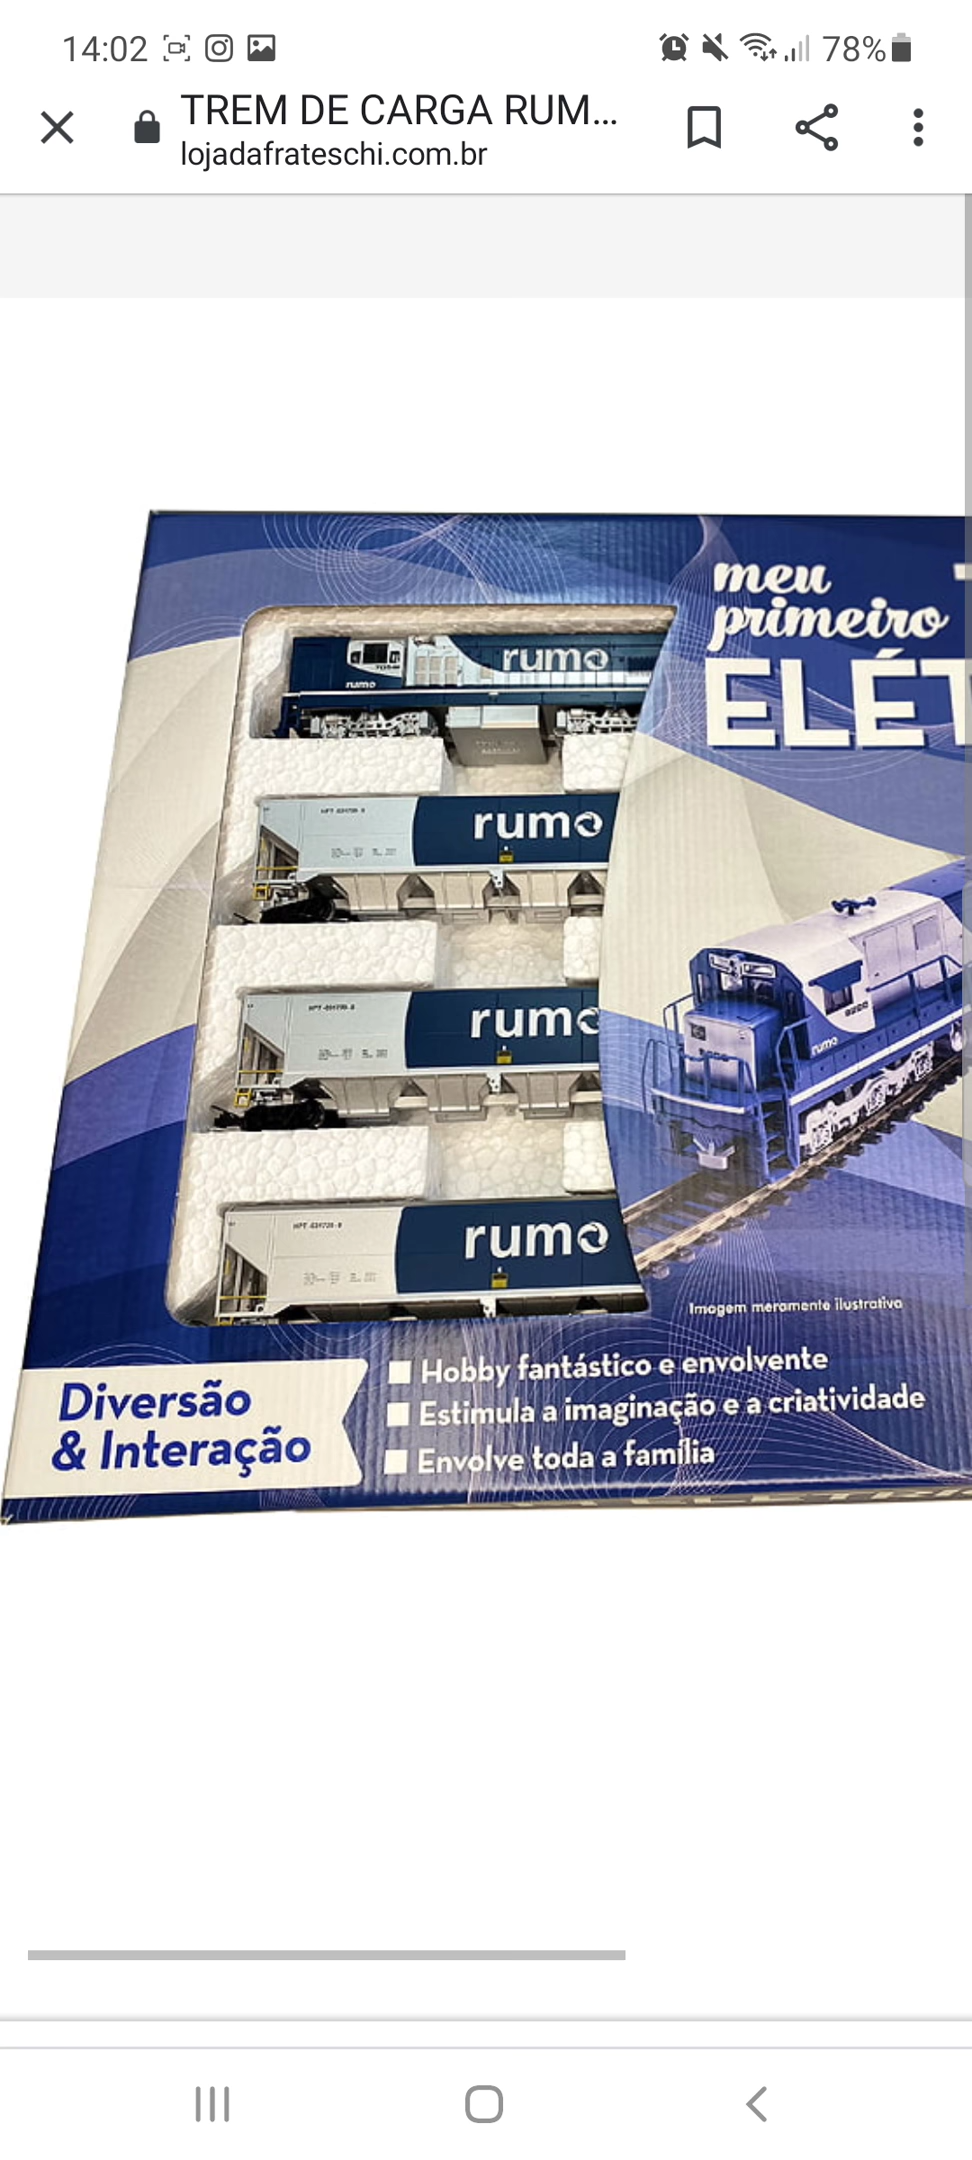 14:02
78%
TREM DE CARGA RUM...
lojadafrateschi.com.br
meu
primeiro
ELÉT
rumo
rumo
rumo
rumo
rumo
rumo
Imagem meramente ilustrativa
Diversão
& Interação
Hobby fantástico e envolvente
Estimula a imaginação e a criatividade
Envolve toda a família